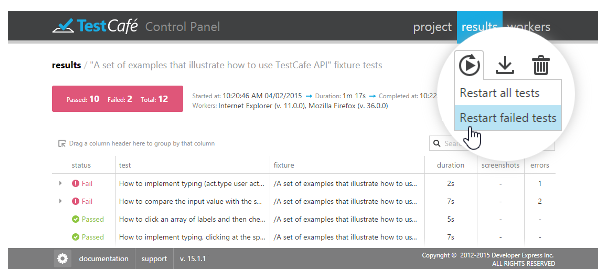 TestCafé Control Panel
project results workers
results / "A set of examples that illustrate how to use TestCafe API" fixture tests
Passed: 10 Failed: 2 Total: 12
Started at: 10:20:46 AM 04/02/2015 → Duration: 1m 17s → Completed at: 10:22
Workers: Internet Explorer (v. 11.0.0), Mozilla Firefox (v. 36.0.0)
Restart all tests
Restart failed tests
Drag a column header here to group by that column
status test fixture duration screenshots errors
Fail How to implement typing (act.type user act... /A set of examples that illustrate how to us... 2s - 1
Fail How to compare the input value with the s... /A set of examples that illustrate how to us... 7s - 2
Passed How to click an array of labels and then che... /A set of examples that illustrate how to us... 5s - -
Passed How to implement typing, clicking at the sp... /A set of examples that illustrate how to us... 7s - -
documentation support v. 15.1.1
Copyright © 2012-2015 Developer Express Inc.
ALL RIGHTS RESERVED